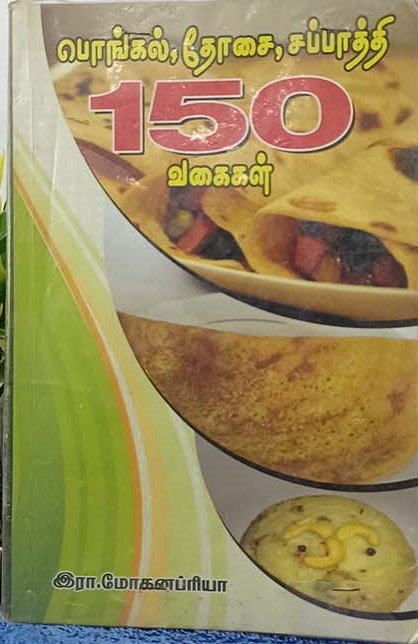 பொங்கல், தோசை, சப்பாத்தி
150
வகைகள்
இரா.மோகனப்ரியா